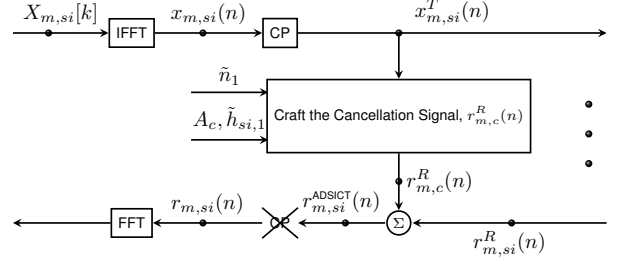 X_{m,si}[k]
IFFT
x_{m,si}(n)
CP
x^T_{m,si}(n)
ñ_1
A_c, h̃_{si,1}
Craft the Cancellation Signal, r^R_{m,c}(n)
r^R_{m,c}(n)
FFT
r_{m,si}(n)
CP
r^{ADSICT}_{m,si}(n)
Σ
r^R_{m,si}(n)